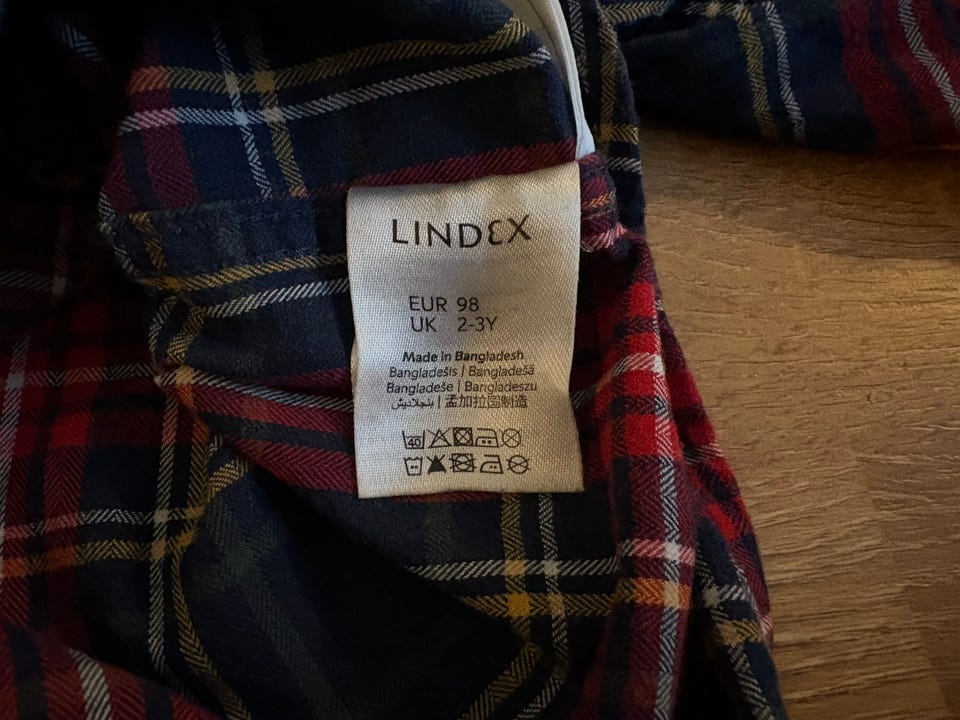 LINDEX
EUR 98
UK 2-3Y
Made in Bangladesh
Bangladešis | Bangladešā
Bangladeše | Bangladeszu
بنجلاديش | 孟加拉国制造
40